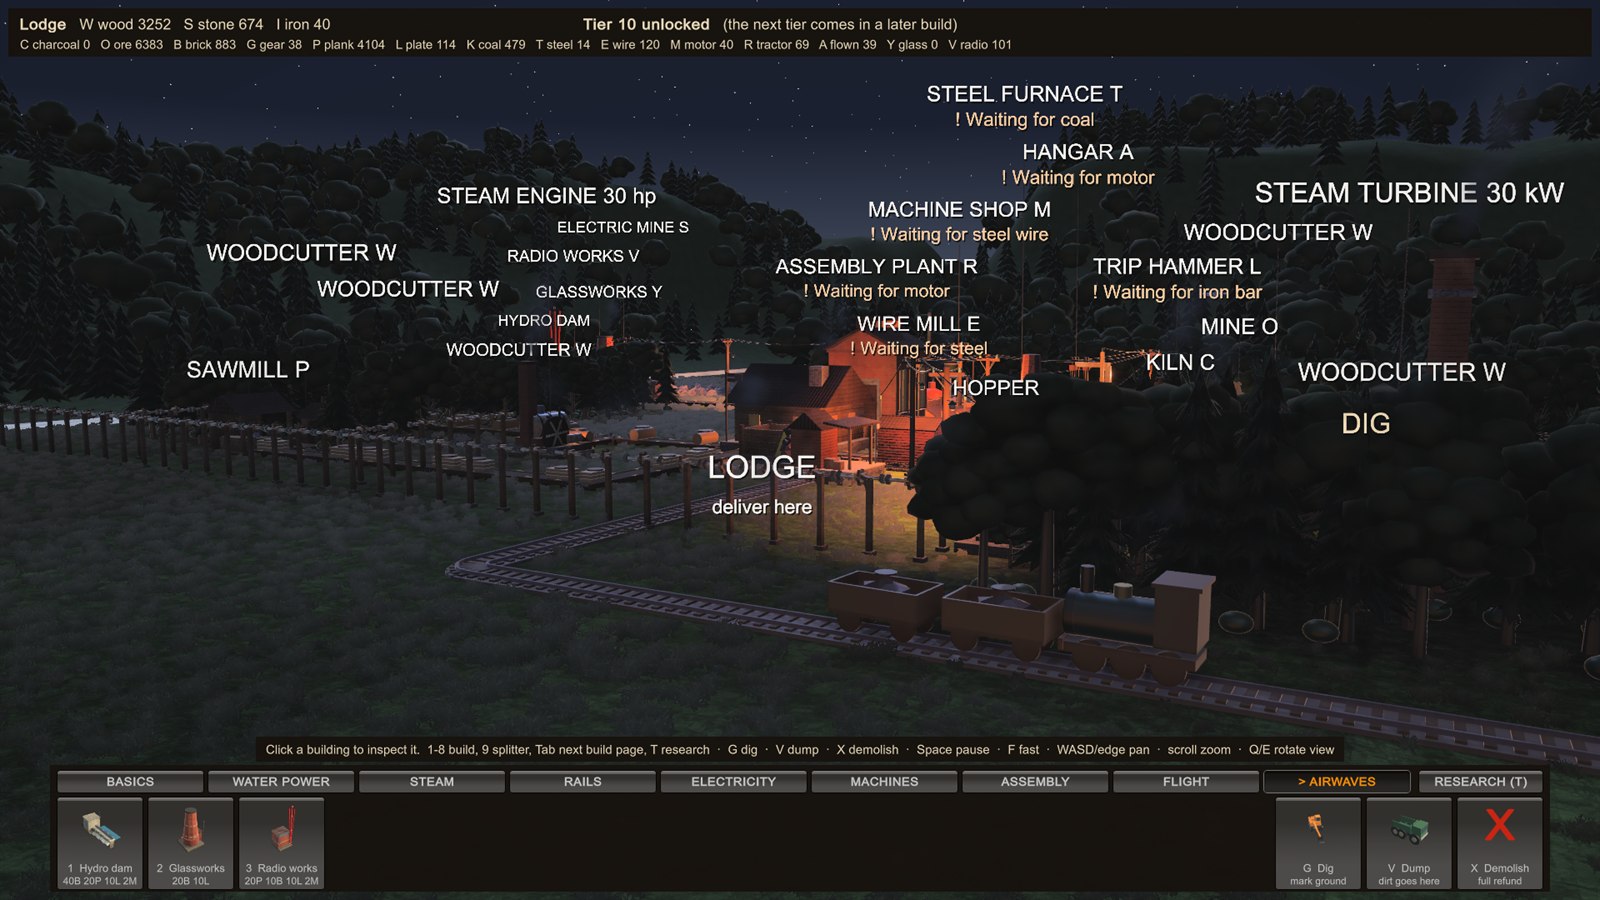 Lodge W wood 3252 S stone 674 I iron 40 Tier 10 unlocked (the next tier comes in a later build)
C charcoal 0 O ore 6383 B brick 883 G gear 38 P plank 4104 L plate 114 K coal 479 T steel 14 E wire 120 M motor 40 R tractor 69 A flown 39 Y glass 0 V radio 101
STEEL FURNACE T
! Waiting for coal
HANGAR A
! Waiting for motor
STEAM ENGINE 30 hp
STEAM TURBINE 30 kW
MACHINE SHOP M
! Waiting for steel wire
ELECTRIC MINE S
WOODCUTTER W
WOODCUTTER W
RADIO WORKS V
ASSEMBLY PLANT R
! Waiting for motor
TRIP HAMMER L
! Waiting for iron bar
WOODCUTTER W
GLASSWORKS Y
HYDRO DAM
WIRE MILL E
! Waiting for steel
MINE O
WOODCUTTER W
SAWMILL P
KILN C
WOODCUTTER W
HOPPER
DIG
LODGE
deliver here
Click a building to inspect it. 1-8 build, 9 splitter, Tab next build page, T research · G dig · V dump · X demolish · Space pause · F fast · WASD/edge pan · scroll zoom · Q/E rotate view
BASICS WATER POWER STEAM RAILS ELECTRICITY MACHINES ASSEMBLY FLIGHT > AIRWAVES RESEARCH (T)
1 Hydro dam
40B 20P 10L 2M
2 Glassworks
20B 10L
3 Radio works
20P 10B 10L 2M
G Dig
mark ground
V Dump
dirt goes here
X Demolish
full refund